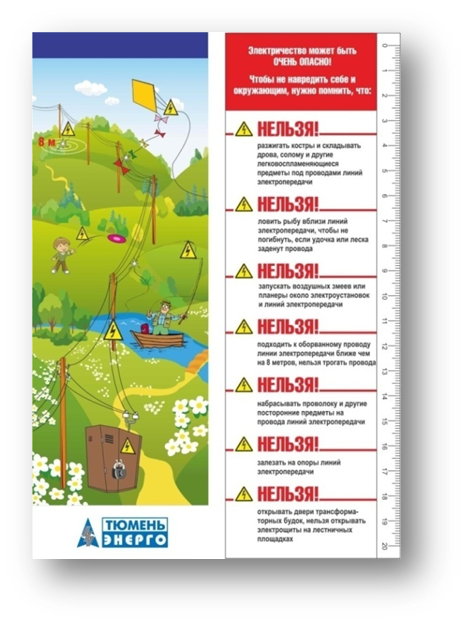 8 м
ТЮМЕНЬ
ЭНЕРГО
Электричество может быть
ОЧЕНЬ ОПАСНО!
Чтобы не навредить себе и
окружающим, нужно помнить, что:
НЕЛЬЗЯ!
разжигать костры и складывать
дрова, солому и другие
легковоспламеняющиеся
предметы под проводами линий
электропередачи
НЕЛЬЗЯ!
ловить рыбу вблизи линий
электропередачи, чтобы не
погибнуть, если удочка или леска
заденут провода
НЕЛЬЗЯ!
запускать воздушных змеев или
планеры около электроустановок
и линий электропередачи
НЕЛЬЗЯ!
подходить к оборванному проводу
линии электропередачи ближе чем
на 8 метров, нельзя трогать провода
НЕЛЬЗЯ!
набрасывать проволоку и другие
посторонние предметы на
провода линий электропередачи
НЕЛЬЗЯ!
залезать на опоры линий
электропередачи
НЕЛЬЗЯ!
открывать двери трансформа-
торных будок, нельзя открывать
электрощиты на лестничных
площадках
0
1
2
3
4
5
6
7
8
9
10
11
12
13
14
15
16
17
18
19
20